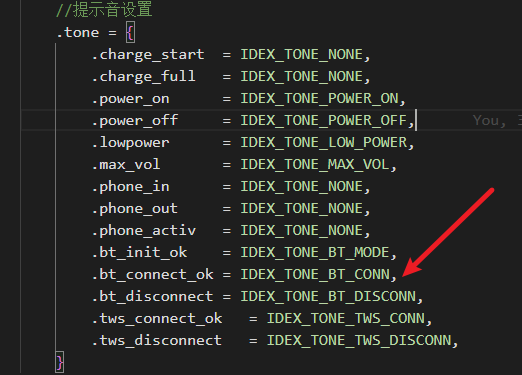 //提示音设置
.tone = {
.charge_start  = IDEX_TONE_NONE,
.charge_full   = IDEX_TONE_NONE,
.power_on      = IDEX_TONE_POWER_ON,
.power_off     = IDEX_TONE_POWER_OFF, You, 3
.lowpower      = IDEX_TONE_LOW_POWER,
.max_vol       = IDEX_TONE_MAX_VOL,
.phone_in      = IDEX_TONE_NONE,
.phone_out     = IDEX_TONE_NONE,
.phone_activ   = IDEX_TONE_NONE,
.bt_init_ok    = IDEX_TONE_BT_MODE,
.bt_connect_ok = IDEX_TONE_BT_CONN,
.bt_disconnect = IDEX_TONE_BT_DISCONN,
.tws_connect_ok   = IDEX_TONE_TWS_CONN,
.tws_disconnect   = IDEX_TONE_TWS_DISCONN,
}